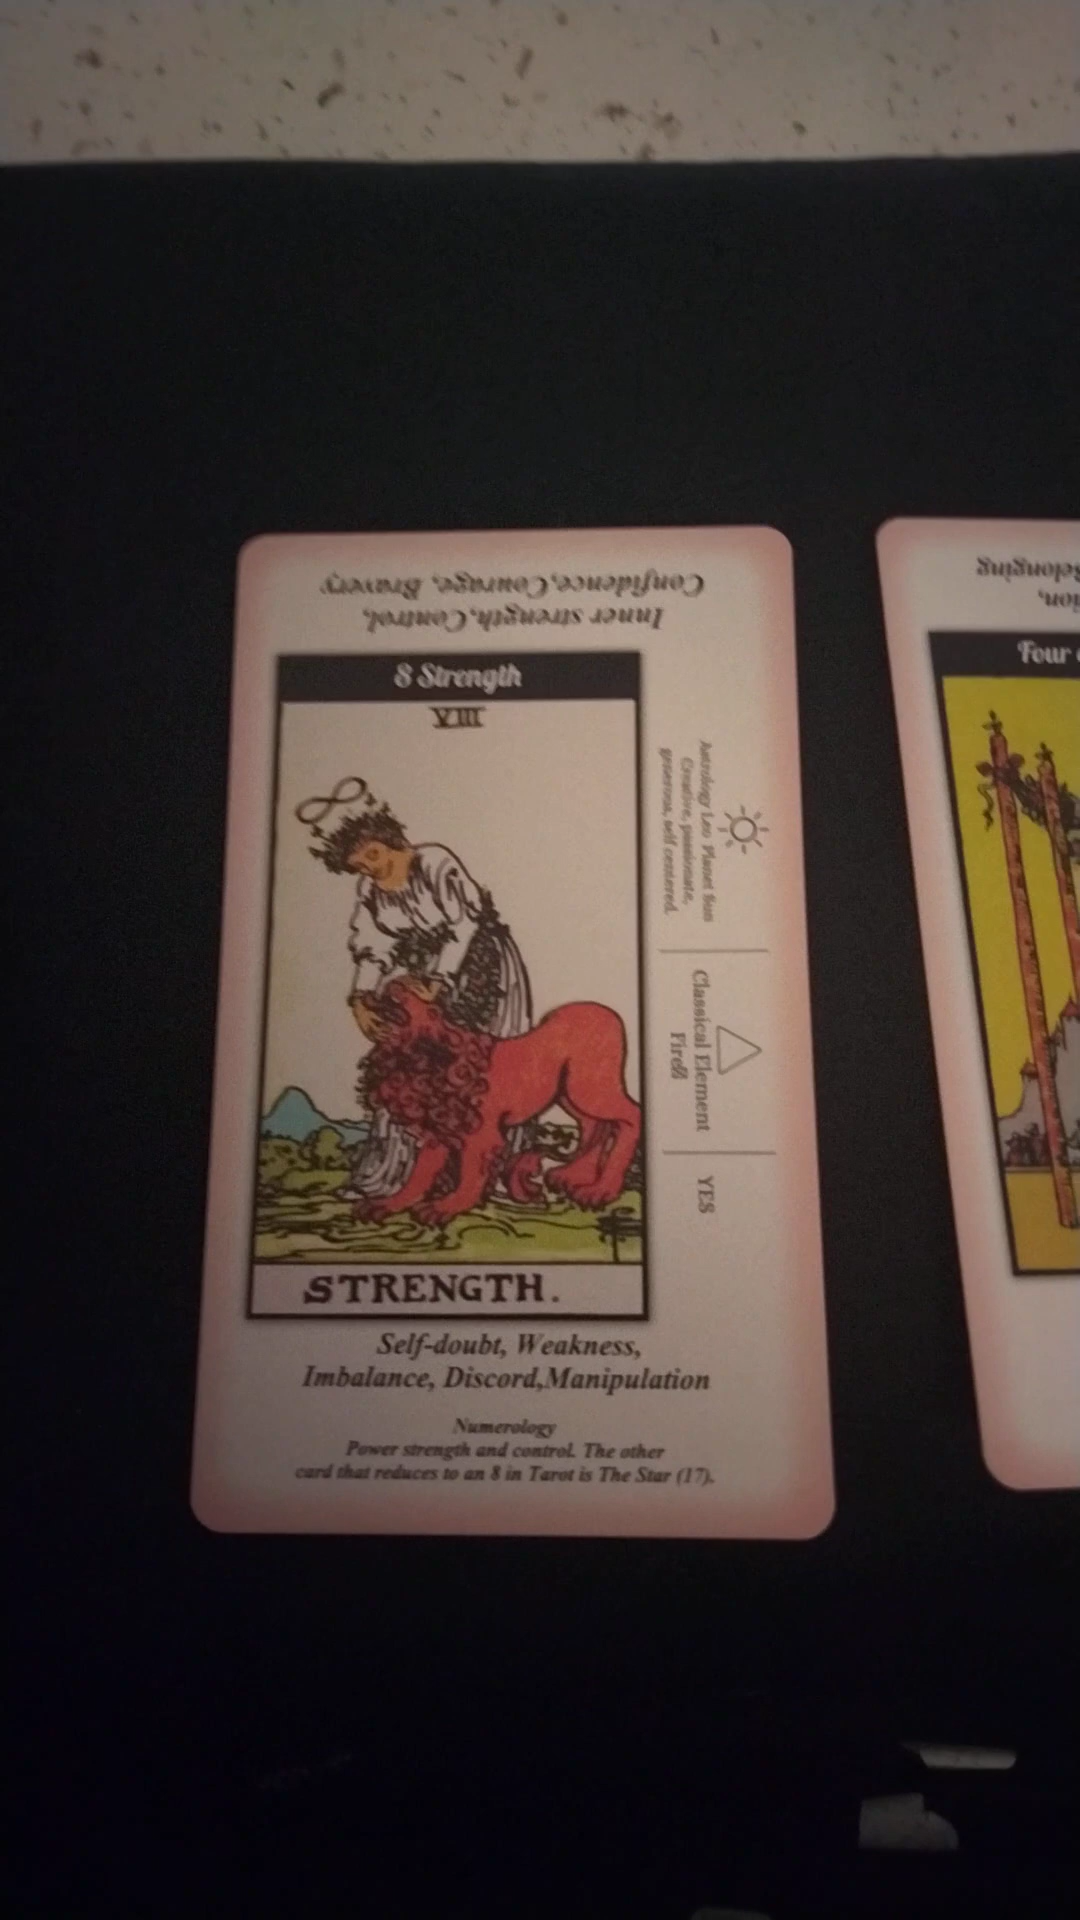 Confidence,Courage, Bravery
Inner strength,Control,
8 Strength
VIII
Astrology Leo Planet Sun
Creative, passionate,
generous, self centered.
Classical Element
Fire
YES
STRENGTH.
Self-doubt, Weakness,
Imbalance, Discord,Manipulation
Numerology
Power strength and control. The other
card that reduces to an 8 in Tarot is The Star (17).
Belonging
Four